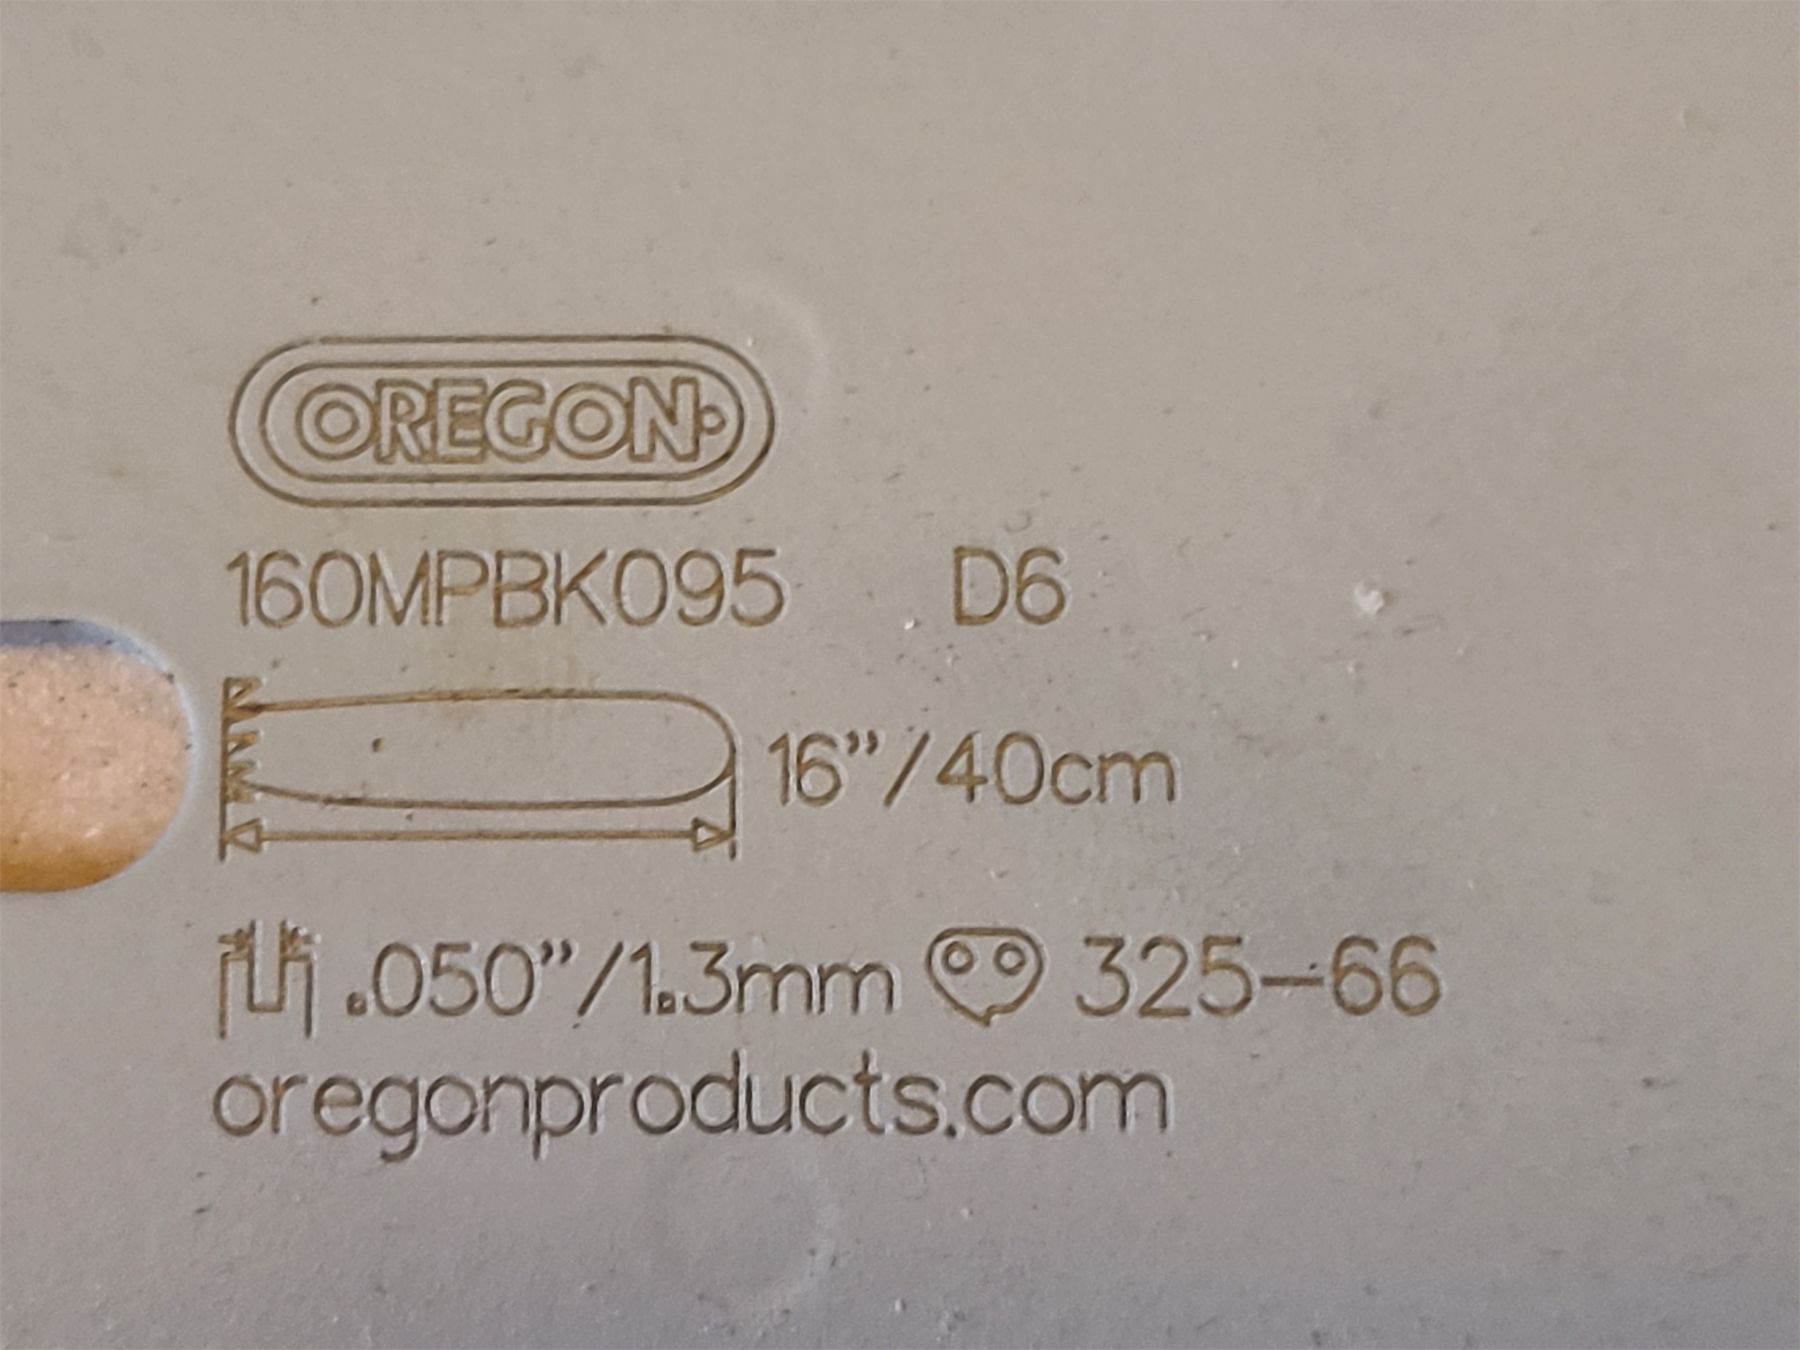 OREGON
160MPBK095 D6
16”/40cm
.050”/1.3mm 325-66
oregonproducts.com